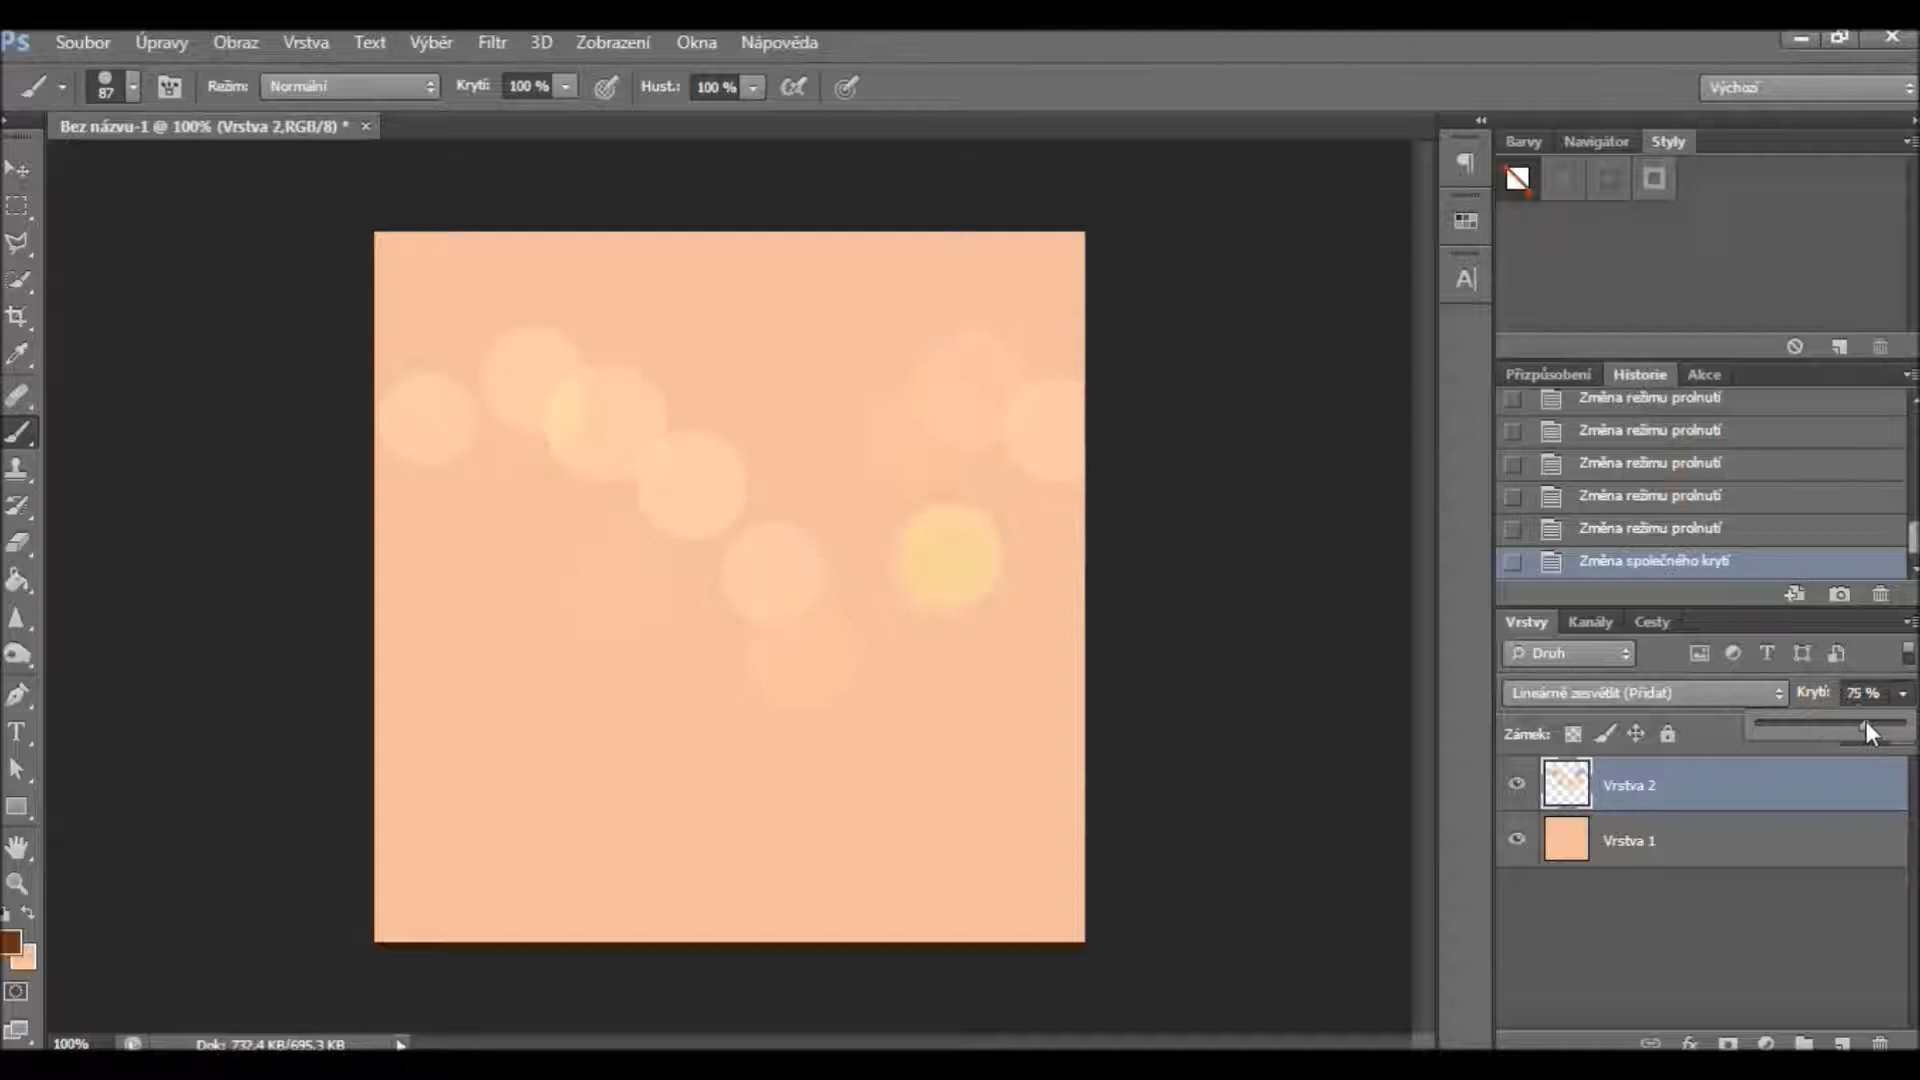 Ps Soubor Úpravy Obraz Vrstva Text Výběr Filtr 3D Zobrazení Okna Nápověda
87 Režim: Normální Krytí: 100 % Hust.: 100 % Výchozí
Bez názvu-1 @ 100% (Vrstva 2,RGB/8) * ×
Barvy Navigátor Styly
Přizpůsobení Historie Akce
Změna režimu prolnutí
Změna režimu prolnutí
Změna režimu prolnutí
Změna režimu prolnutí
Změna režimu prolnutí
Změna společného krytí
Vrstvy Kanály Cesty
Druh
Lineárně zesvětlit (Přidat) Krytí: 75 %
Zámek:
Vrstva 2
Vrstva 1
100% Dok: 732,4 KB/695,3 KB